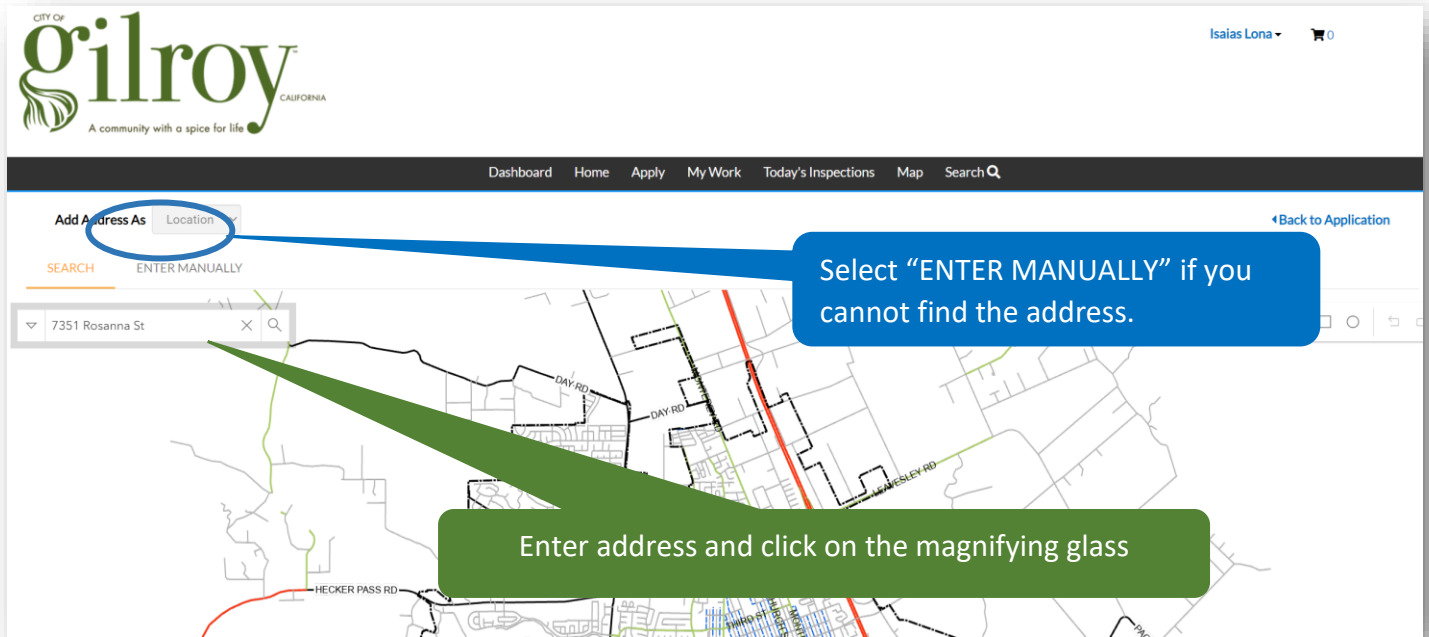 CITY OF
gilroy
CALIFORNIA
A community with a spice for life
Isaias Lona
0
Dashboard Home Apply My Work Today's Inspections Map Search
Add Address As Location
Back to Application
SEARCH ENTER MANUALLY
Select “ENTER MANUALLY” if you
cannot find the address.
7351 Rosanna St
DAY RD
DAY RD
MONTEREY RD
LEAVESLEY RD
Enter address and click on the magnifying glass
HECKER PASS RD
THIRD ST